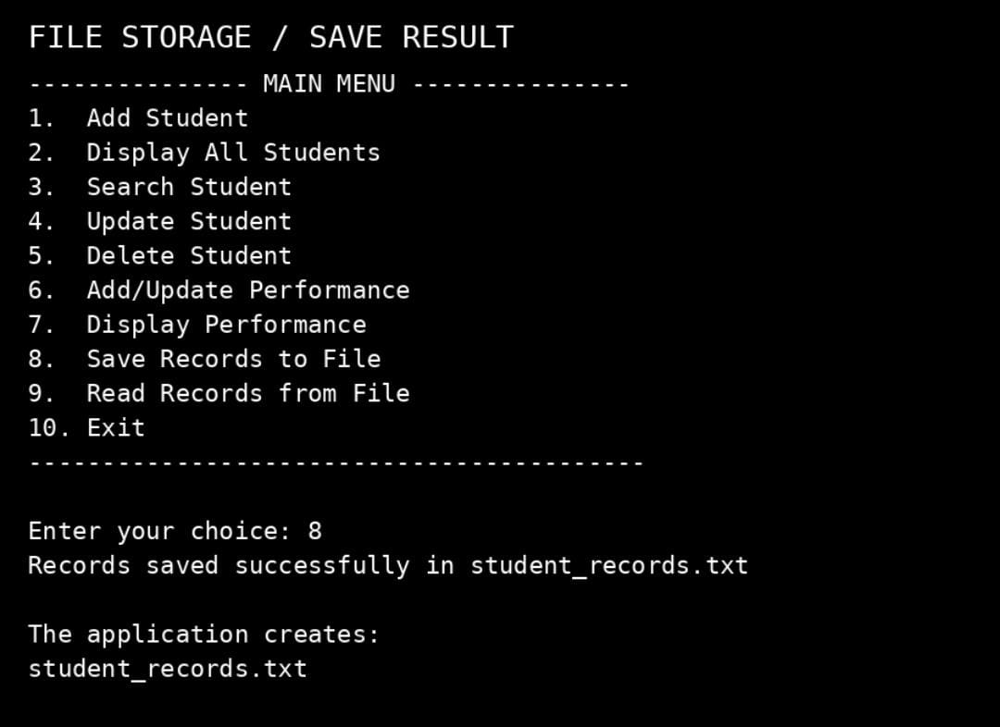 FILE STORAGE / SAVE RESULT
--------------- MAIN MENU ---------------
1.  Add Student
2.  Display All Students
3.  Search Student
4.  Update Student
5.  Delete Student
6.  Add/Update Performance
7.  Display Performance
8.  Save Records to File
9.  Read Records from File
10. Exit
------------------------------------------
Enter your choice: 8
Records saved successfully in student_records.txt
The application creates:
student_records.txt